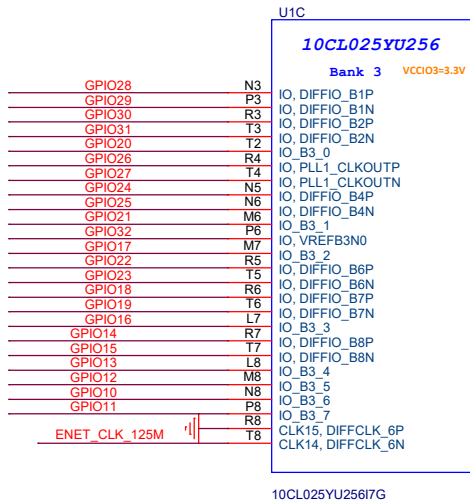 U1C
10CL025YU256
Bank 3 VCCIO3=3.3V
GPIO28 N3 IO, DIFFIO_B1P
GPIO29 P3 IO, DIFFIO_B1N
GPIO30 R3 IO, DIFFIO_B2P
GPIO31 T3 IO, DIFFIO_B2N
GPIO20 T2 IO_B3_0
GPIO26 R4 IO, PLL1_CLKOUTP
GPIO27 T4 IO, PLL1_CLKOUTN
GPIO24 N5 IO, DIFFIO_B4P
GPIO25 N6 IO, DIFFIO_B4N
GPIO21 M6 IO_B3_1
GPIO32 P6 IO, VREFB3N0
GPIO17 M7 IO_B3_2
GPIO22 R5 IO, DIFFIO_B6P
GPIO23 T5 IO, DIFFIO_B6N
GPIO18 R6 IO, DIFFIO_B7P
GPIO19 T6 IO, DIFFIO_B7N
GPIO16 L7 IO_B3_3
GPIO14 R7 IO, DIFFIO_B8P
GPIO15 T7 IO, DIFFIO_B8N
GPIO13 L8 IO_B3_4
GPIO12 M8 IO_B3_5
GPIO10 N8 IO_B3_6
GPIO11 P8 IO_B3_7
R8 CLK15, DIFFCLK_6P
ENET_CLK_125M T8 CLK14, DIFFCLK_6N
10CL025YU256I7G